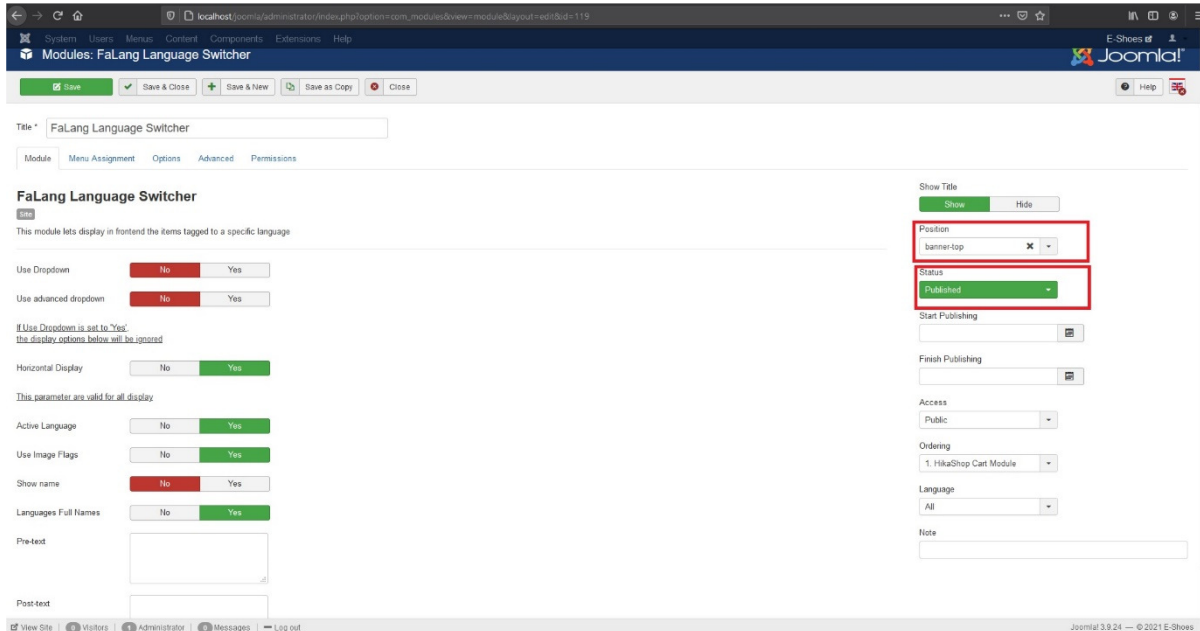 localhost/joomla/administrator/index.php?option=com_modules&view=module&layout=edit&id=119
System Users Menus Content Components Extensions Help
E-Shoes
Modules: FaLang Language Switcher
Joomla!
Save
Save & Close
Save & New
Save as Copy
Close
Help
Title *
FaLang Language Switcher
Module
Menu Assignment
Options
Advanced
Permissions
FaLang Language Switcher
Site
This module lets display in frontend the items tagged to a specific language
Use Dropdown
No
Yes
Use advanced dropdown
No
Yes
If Use Dropdown is set to 'Yes',
the display options below will be ignored
Horizontal Display
No
Yes
This parameter are valid for all display
Active Language
No
Yes
Use Image Flags
No
Yes
Show name
No
Yes
Languages Full Names
No
Yes
Pre-text
Post-text
Show Title
Show
Hide
Position
banner-top
Status
Published
Start Publishing
Finish Publishing
Access
Public
Ordering
1. HikaShop Cart Module
Language
All
Note
View Site
0 Visitors
1 Administrator
0 Messages
Log out
Joomla! 3.9.24 — © 2021 E-Shoes